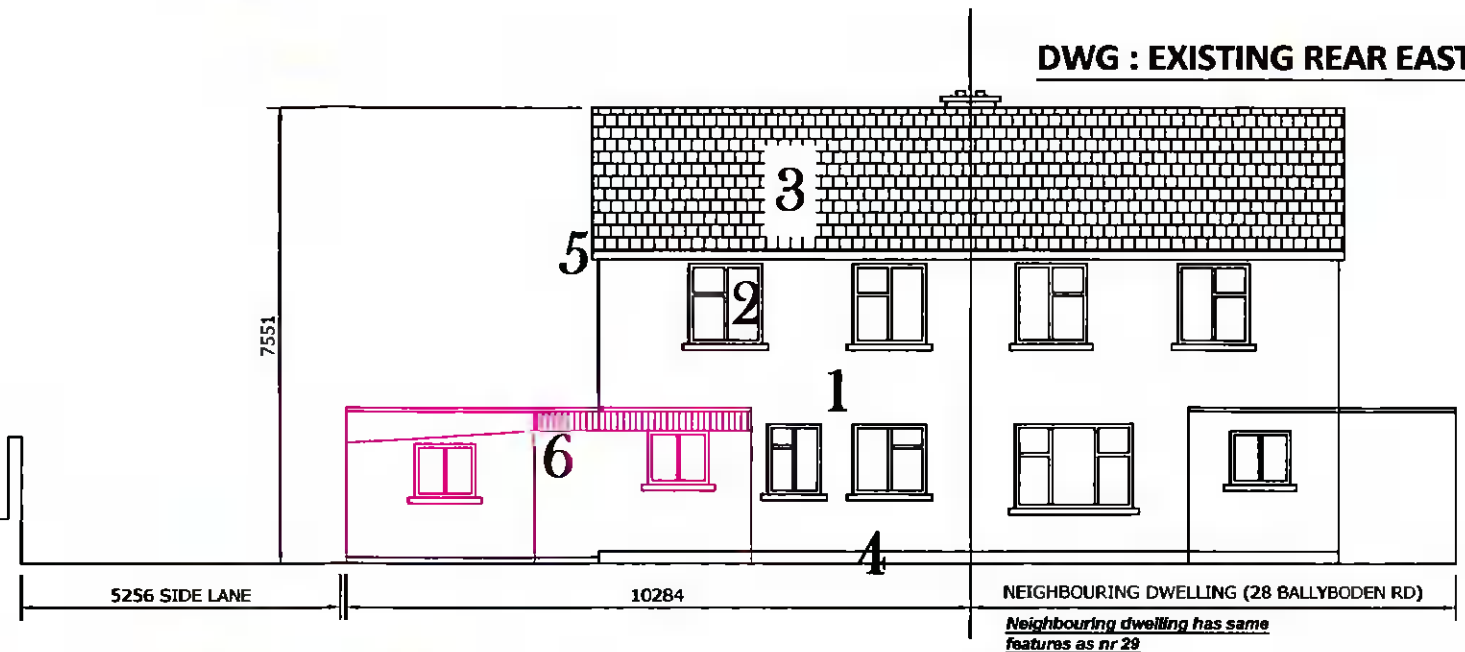 DWG : EXISTING REAR EAST
3
5
2
7551
1
6
4
5256 SIDE LANE
10284
NEIGHBOURING DWELLING (28 BALLYBODEN RD)
Neighbouring dwelling has same
features as nr 29